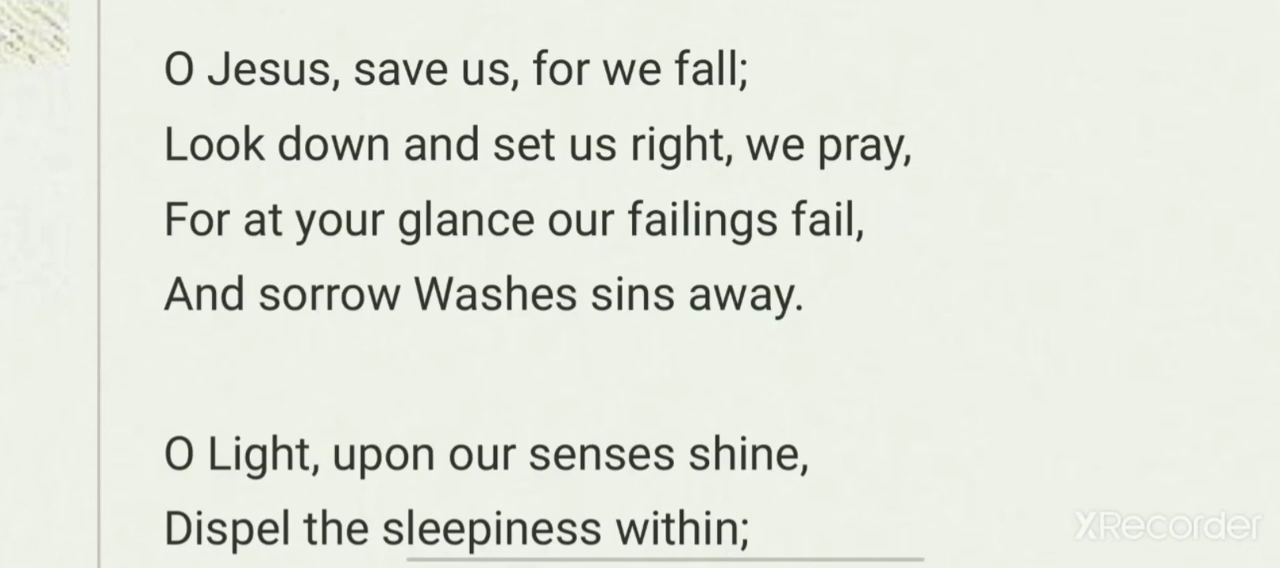 O Jesus, save us, for we fall;
Look down and set us right, we pray,
For at your glance our failings fail,
And sorrow Washes sins away.
O Light, upon our senses shine,
Dispel the sleepiness within;
XRecorder